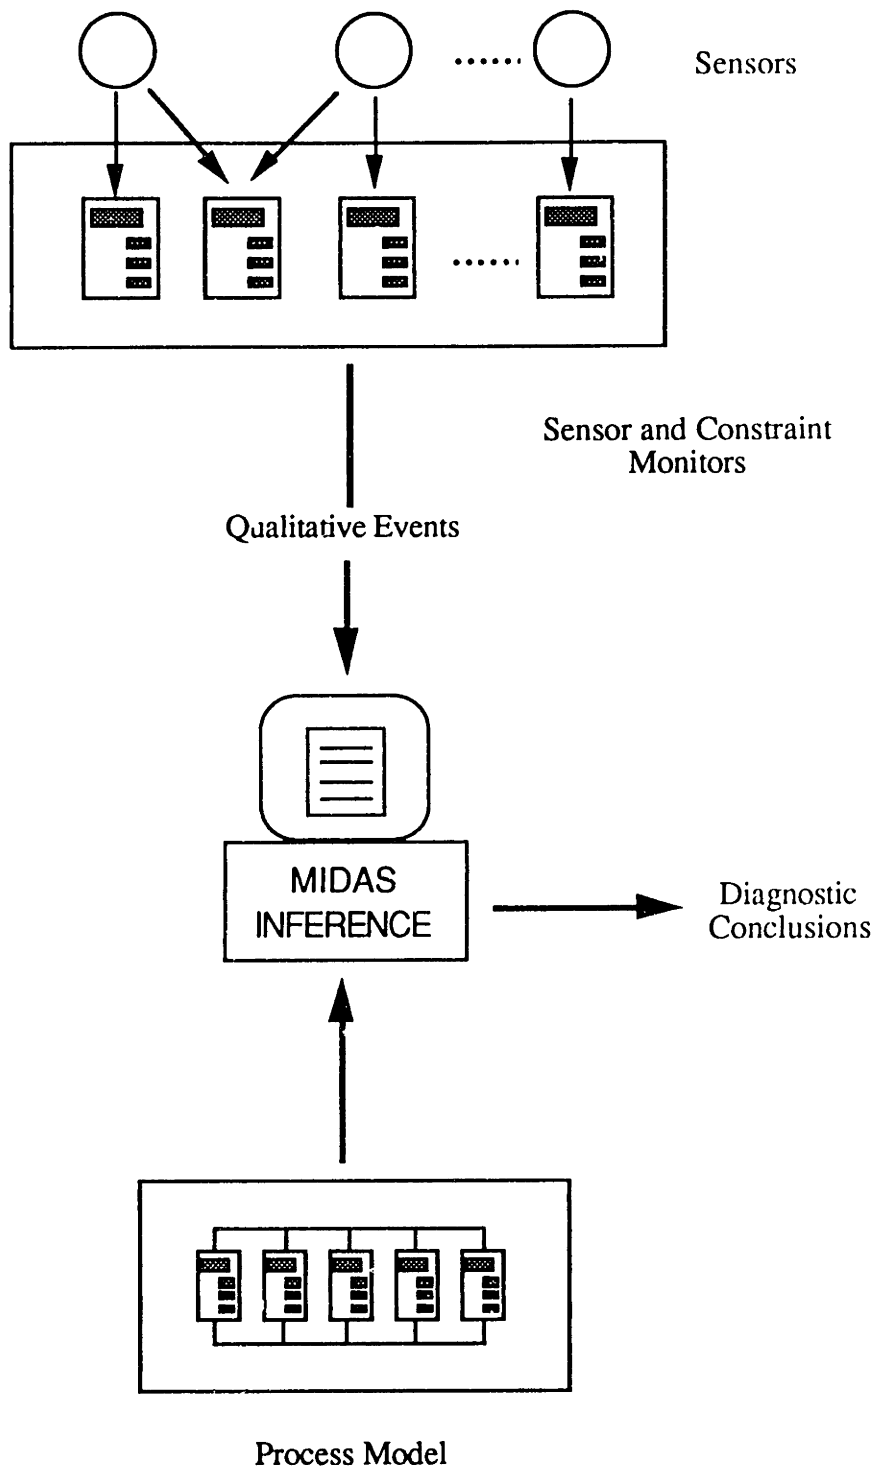 Sensors
Sensor and Constraint
Monitors
Qualitative Events
MIDAS
INFERENCE
Diagnostic
Conclusions
Process Model